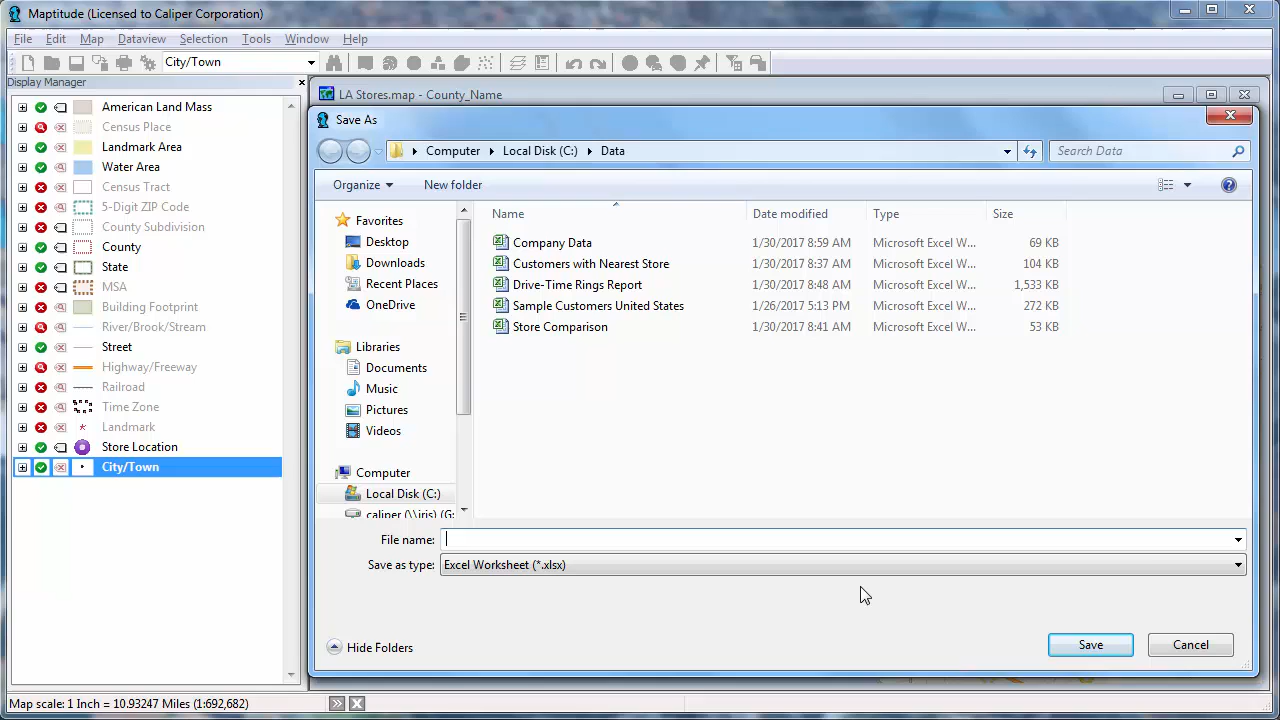 Maptitude (Licensed to Caliper Corporation)
File Edit Map Dataview Selection Tools Window Help
City/Town
Display Manager
American Land Mass
Census Place
Landmark Area
Water Area
Census Tract
5-Digit ZIP Code
County Subdivision
County
State
MSA
Building Footprint
River/Brook/Stream
Street
Highway/Freeway
Railroad
Time Zone
Landmark
Store Location
City/Town
LA Stores.map - County_Name
Save As
Computer Local Disk (C:) Data
Search Data
Organize New folder
Favorites
Desktop
Downloads
Recent Places
OneDrive
Libraries
Documents
Music
Pictures
Videos
Computer
Local Disk (C:)
caliper (\\iris) (G:
Name Date modified Type Size
Company Data 1/30/2017 8:59 AM Microsoft Excel W... 69 KB
Customers with Nearest Store 1/30/2017 8:37 AM Microsoft Excel W... 104 KB
Drive-Time Rings Report 1/30/2017 8:48 AM Microsoft Excel W... 1,533 KB
Sample Customers United States 1/26/2017 5:13 PM Microsoft Excel W... 272 KB
Store Comparison 1/30/2017 8:41 AM Microsoft Excel W... 53 KB
File name:
Save as type: Excel Worksheet (*.xlsx)
Hide Folders
Save Cancel
Map scale: 1 Inch = 10.93247 Miles (1:692,682)